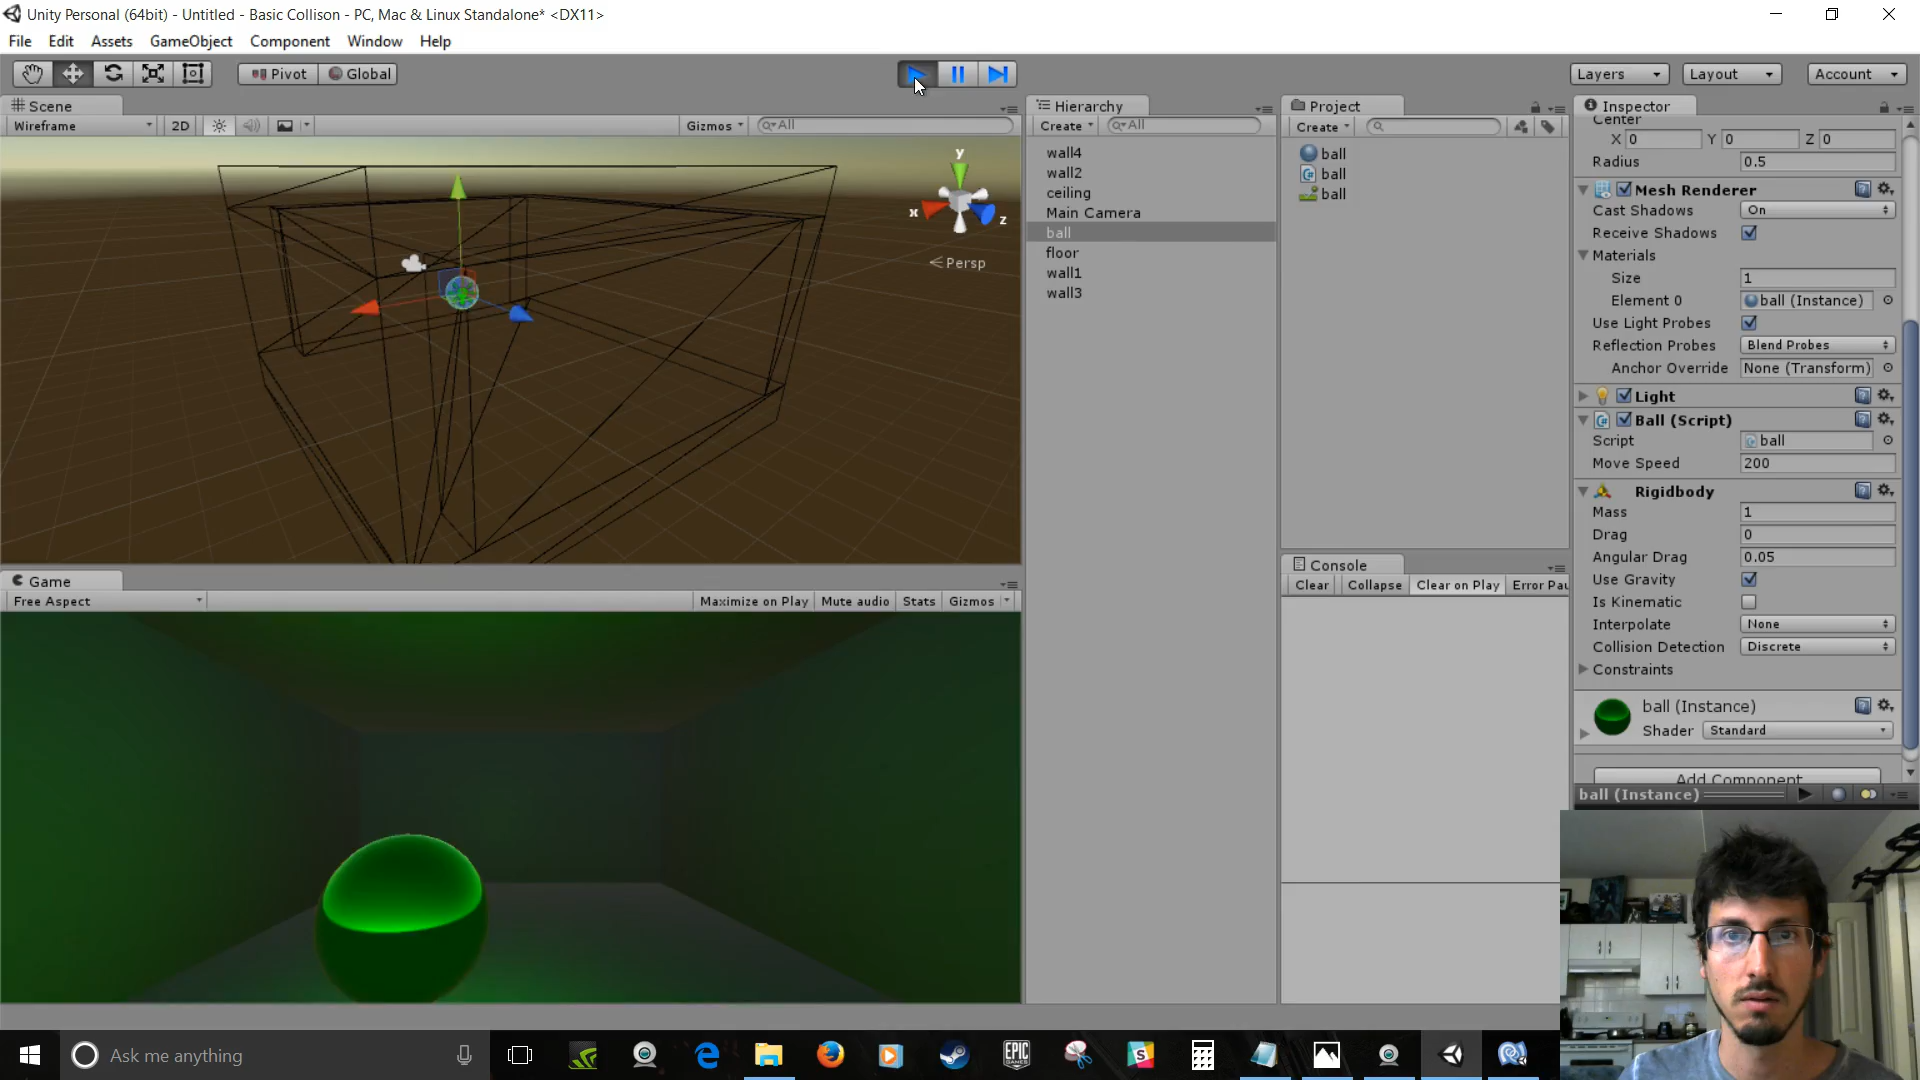 Unity Personal (64bit) - Untitled - Basic Collison - PC, Mac & Linux Standalone* <DX11>
File Edit Assets GameObject Component Window Help
Pivot Global Layers Layout Account
Scene
Wireframe 2D Gizmos All
y
x
z
Persp
Game
Free Aspect Maximize on Play Mute audio Stats Gizmos
Hierarchy
Create All
wall4
wall2
ceiling
Main Camera
ball
floor
wall1
wall3
Project
Create
ball
ball
ball
Console
Clear Collapse Clear on Play Error Pau
Inspector
Center
X 0 Y 0 Z 0
Radius 0.5
Mesh Renderer
Cast Shadows On
Receive Shadows
Materials
Size 1
Element 0 ball (Instance)
Use Light Probes
Reflection Probes Blend Probes
Anchor Override None (Transform)
Light
Ball (Script)
Script ball
Move Speed 200
Rigidbody
Mass 1
Drag 0
Angular Drag 0.05
Use Gravity
Is Kinematic
Interpolate None
Collision Detection Discrete
Constraints
ball (Instance)
Shader Standard
Add Component
ball (Instance)
Ask me anything
EPIC
GAMES